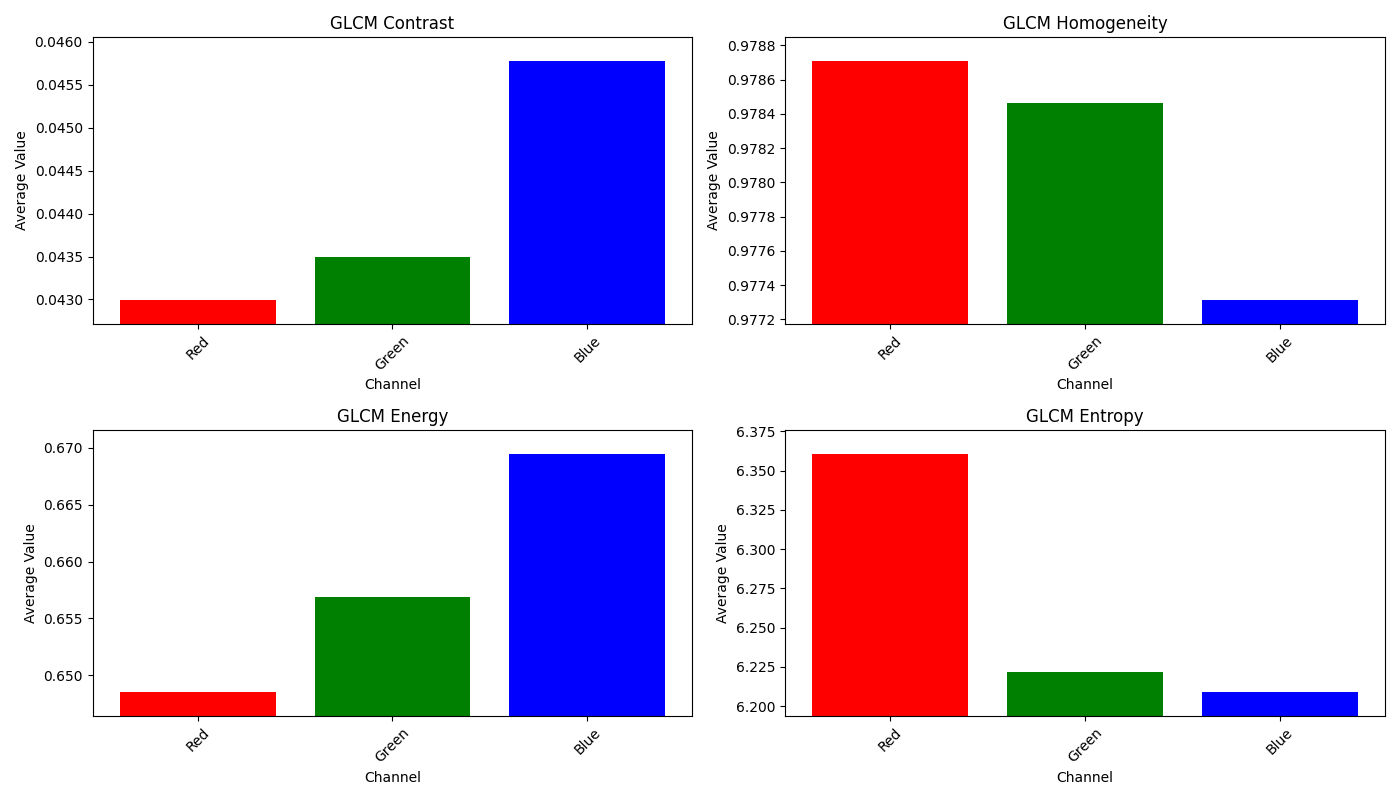 GLCM Contrast
0.0460
0.0455
0.0450
0.0445
0.0440
0.0435
0.0430
Average Value
Red
Green
Blue
Channel
GLCM Homogeneity
0.9788
0.9786
0.9784
0.9782
0.9780
0.9778
0.9776
0.9774
0.9772
Average Value
Red
Green
Blue
Channel
GLCM Energy
0.670
0.665
0.660
0.655
0.650
Average Value
Red
Green
Blue
Channel
GLCM Entropy
6.375
6.350
6.325
6.300
6.275
6.250
6.225
6.200
Average Value
Red
Green
Blue
Channel